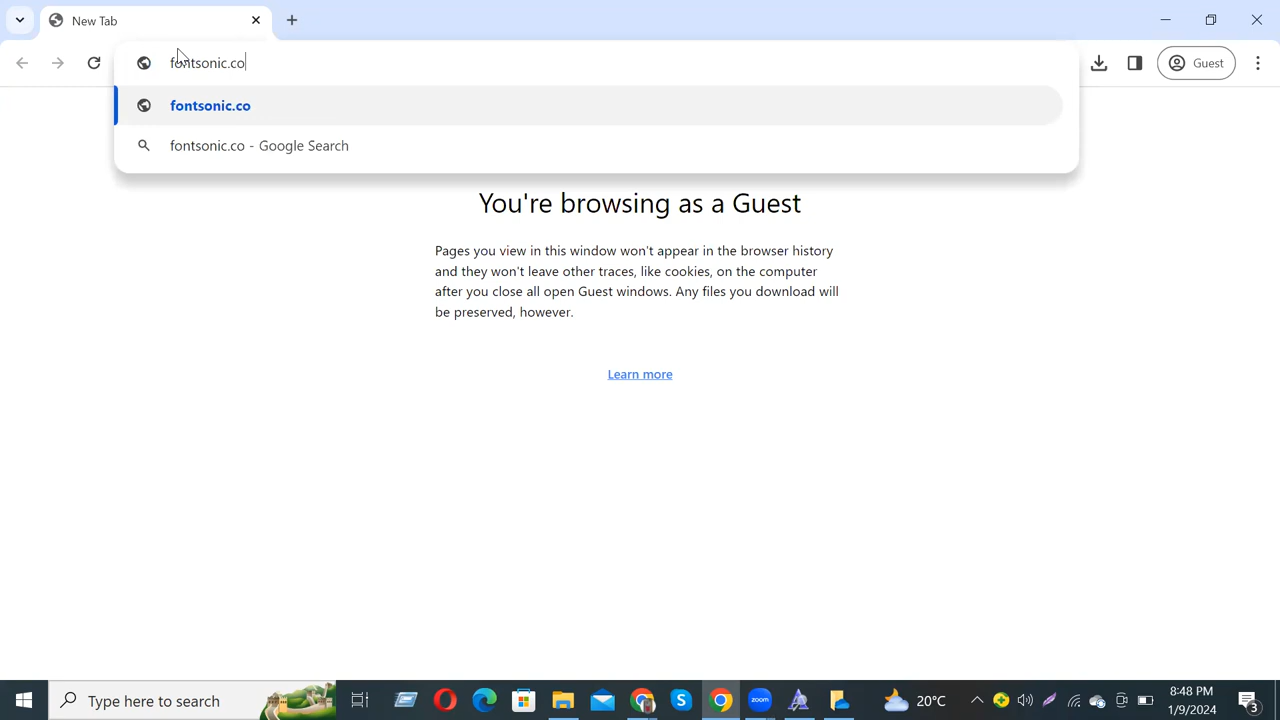 New Tab
fontsonic.co
Guest
fontsonic.co
fontsonic.co - Google Search
You're browsing as a Guest
Pages you view in this window won't appear in the browser history
and they won't leave other traces, like cookies, on the computer
after you close all open Guest windows. Any files you download will
be preserved, however.
Learn more
Type here to search
zoom
20°C
8:48 PM
1/9/2024
3